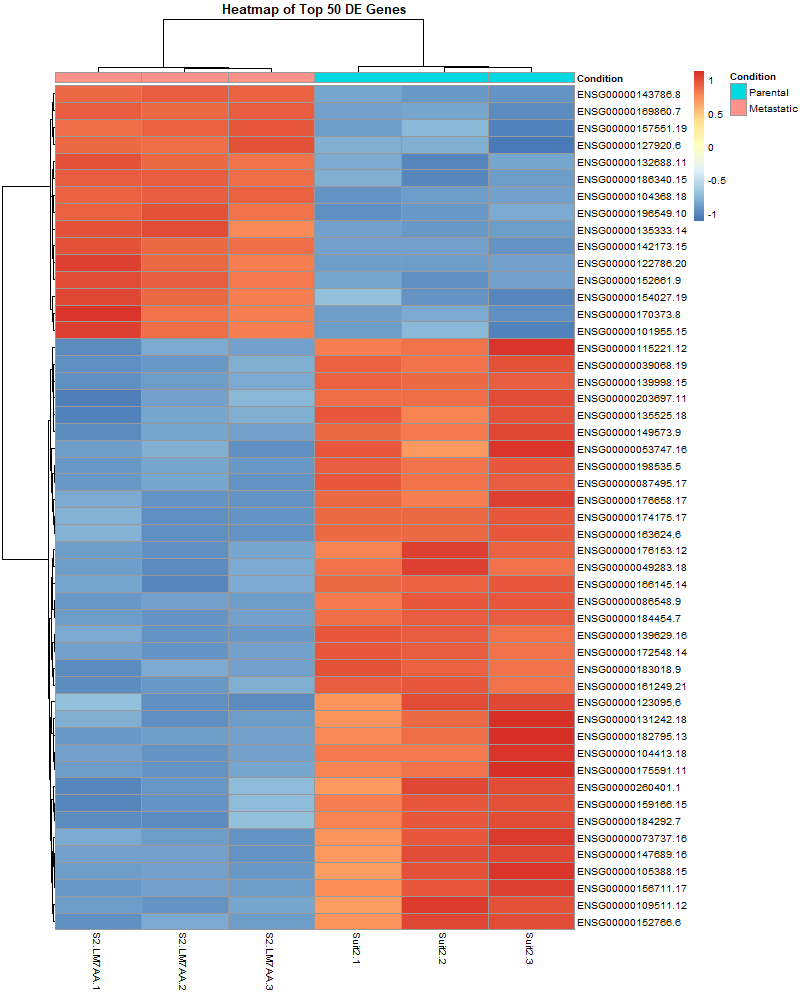 Heatmap of Top 50 DE Genes
Condition
1
0.5
0
-0.5
-1
Condition
Parental
Metastatic
ENSG00000143786.8
ENSG00000169860.7
ENSG00000157551.19
ENSG00000127920.6
ENSG00000132688.11
ENSG00000186340.15
ENSG00000104368.18
ENSG00000196549.10
ENSG00000135333.14
ENSG00000142173.15
ENSG00000122786.20
ENSG00000152661.9
ENSG00000154027.19
ENSG00000170373.8
ENSG00000101955.15
ENSG00000115221.12
ENSG00000039068.19
ENSG00000139998.15
ENSG00000203697.11
ENSG00000135525.18
ENSG00000149573.9
ENSG00000053747.16
ENSG00000198535.5
ENSG00000087495.17
ENSG00000176658.17
ENSG00000174175.17
ENSG00000163624.6
ENSG00000176153.12
ENSG00000049283.18
ENSG00000166145.14
ENSG00000086548.9
ENSG00000184454.7
ENSG00000139629.16
ENSG00000172548.14
ENSG00000183018.9
ENSG00000161249.21
ENSG00000123095.6
ENSG00000131242.18
ENSG00000182795.13
ENSG00000104413.18
ENSG00000175591.11
ENSG00000260401.1
ENSG00000159166.15
ENSG00000184292.7
ENSG00000073737.16
ENSG00000147689.16
ENSG00000105388.15
ENSG00000156711.17
ENSG00000109511.12
ENSG00000152766.6
S2.LM7AA.1
S2.LM7AA.2
S2.LM7AA.3
Suit2.1
Suit2.2
Suit2.3